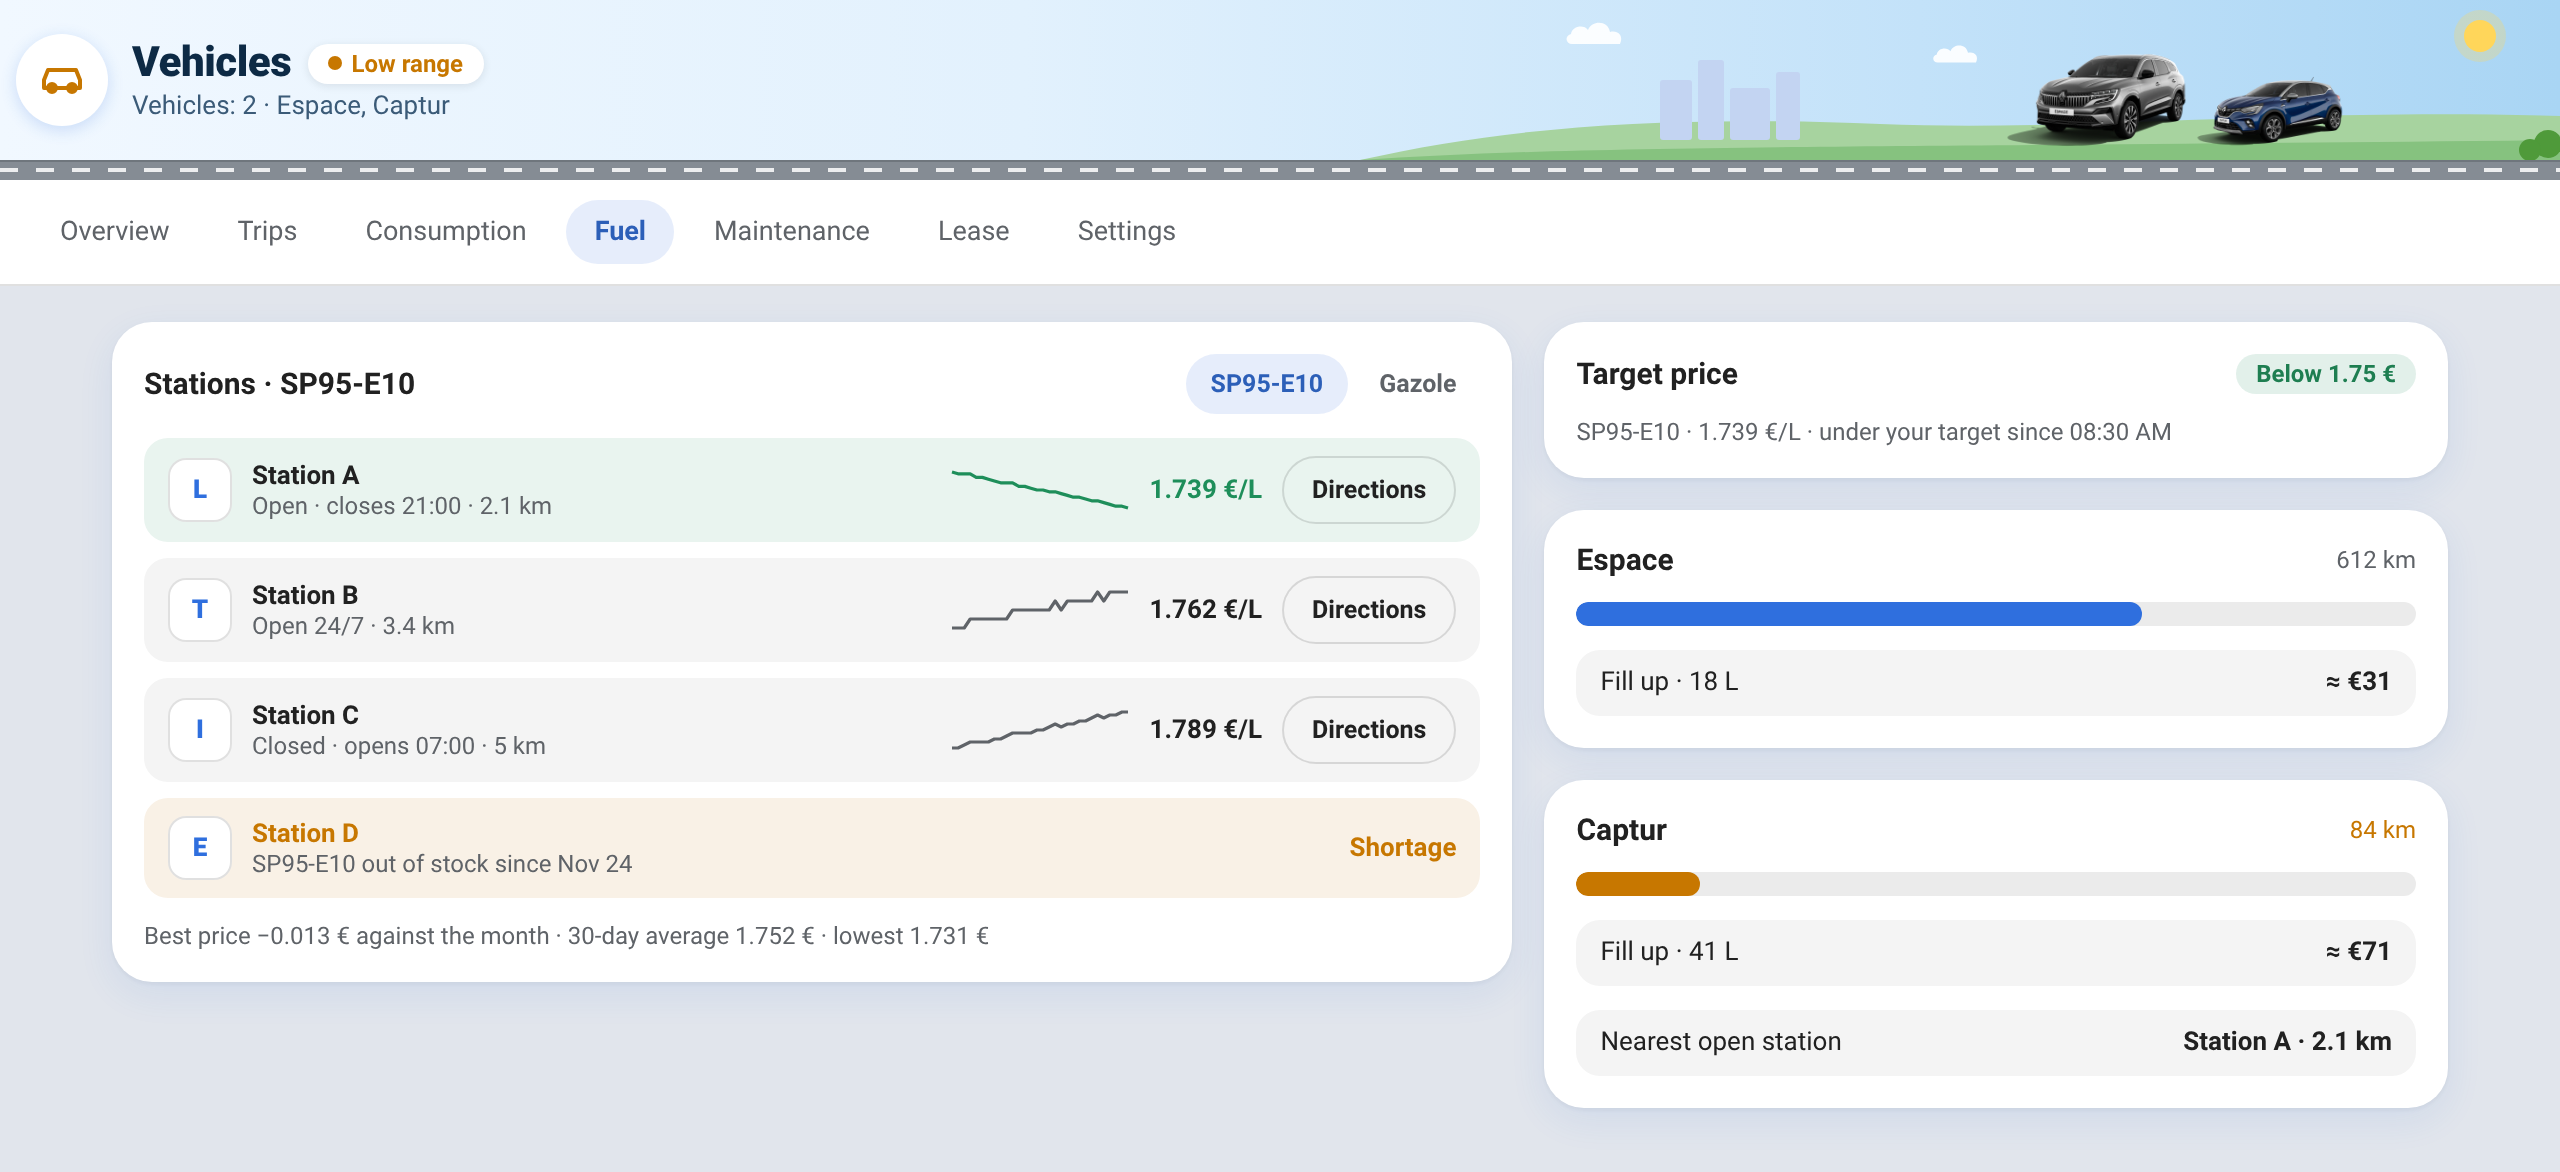 Vehicles
Low range
Vehicles: 2 · Espace, Captur
Overview
Trips
Consumption
Fuel
Maintenance
Lease
Settings
Stations · SP95-E10
SP95-E10
Gazole
L
Station A
Open · closes 21:00 · 2.1 km
1.739 €/L
Directions
T
Station B
Open 24/7 · 3.4 km
1.762 €/L
Directions
I
Station C
Closed · opens 07:00 · 5 km
1.789 €/L
Directions
E
Station D
SP95-E10 out of stock since Nov 24
Shortage
Best price −0.013 € against the month · 30-day average 1.752 € · lowest 1.731 €
Target price
Below 1.75 €
SP95-E10 · 1.739 €/L · under your target since 08:30 AM
Espace
612 km
Fill up · 18 L
≈ €31
Captur
84 km
Fill up · 41 L
≈ €71
Nearest open station
Station A · 2.1 km